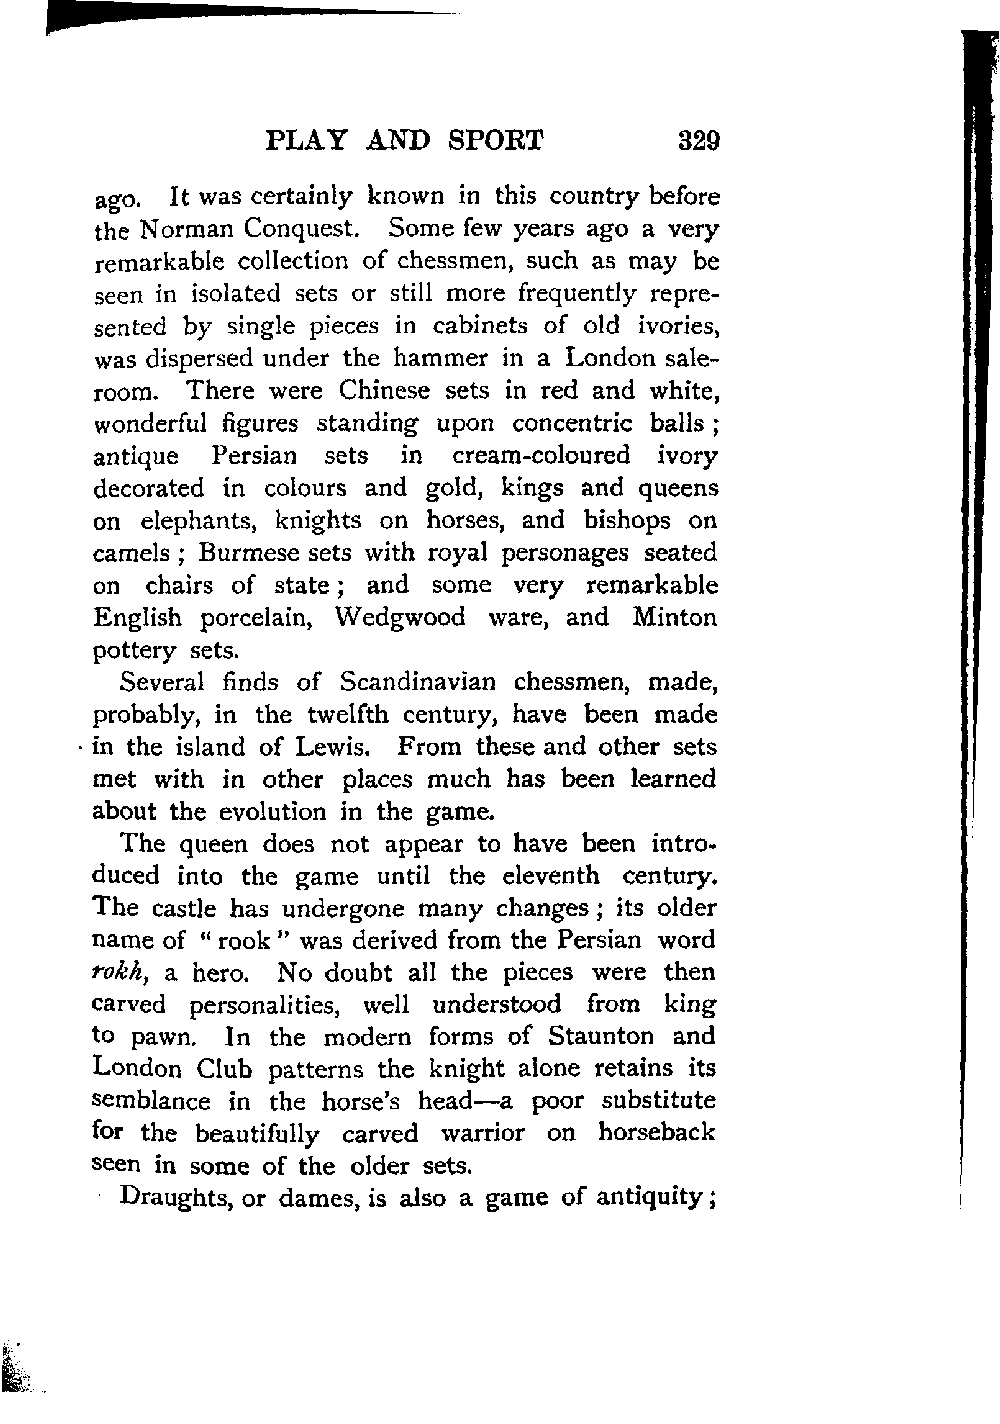 PLAY AND SPORT 329
ago. It was certainly known in this country before
the Norman Conquest. Some few years ago a very
remarkable collection of chessmen, such as may be
seen in isolated sets or still more frequently repre-
sented by single pieces in cabinets of old ivories,
was dispersed under the hammer in a London sale-
room. There were Chinese sets in red and white,
wonderful figures standing upon concentric balls ;
antique Persian sets in cream-coloured ivory
decorated in colours and gold, kings and queens
on elephants, knights on horses, and bishops on
camels ; Burmese sets with royal personages seated
on chairs of state ; and some very remarkable
English porcelain, Wedgwood ware, and Minton
pottery sets.
Several finds of Scandinavian chessmen, made,
probably, in the twelfth century, have been made
in the island of Lewis. From these and other sets
met with in other places much has been learned
about the evolution in the game.
The queen does not appear to have been intro-
duced into the game until the eleventh century.
The castle has undergone many changes ; its older
name of “ rook ” was derived from the Persian word
rokh, a hero. No doubt all the pieces were then
carved personalities, well understood from king
to pawn. In the modern forms of Staunton and
London Club patterns the knight alone retains its
semblance in the horse's head—a poor substitute
for the beautifully carved warrior on horseback
seen in some of the older sets.
Draughts, or dames, is also a game of antiquity ;